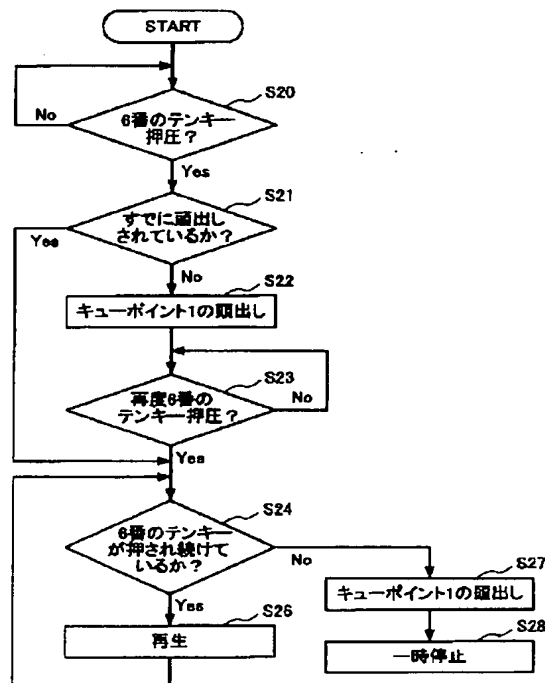 START
S20
No
6番のテンキー
押圧?
Yes
S21
すでに頭出し
されているか?
Yes
No
S22
キューポイント1の頭出し
S23
再度6番の
テンキー押圧?
No
Yes
S24
6番のテンキー
が押され続けて
いるか?
No
S27
キューポイント1の頭出し
Yes
S26
再生
S28
一時停止